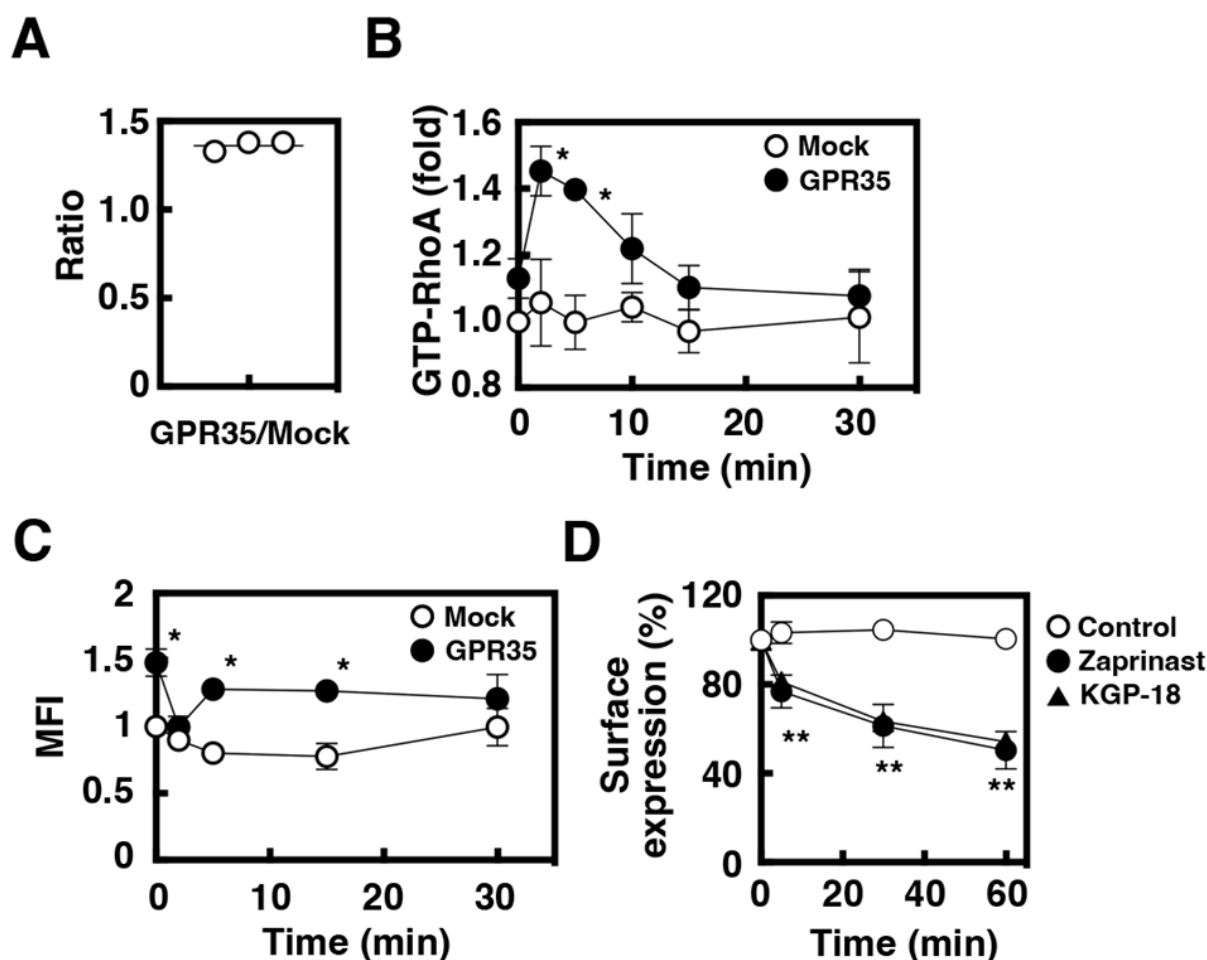 A
B
1.5
1.0
0.5
0
Ratio
GPR35/Mock
1.6
1.4
1.2
1.0
0.8
GTP-RhoA (fold)
Mock
GPR35
*
*
0
10
20
30
Time (min)
C
D
2
1.5
1
0.5
0
MFI
Mock
GPR35
*
*
*
0
10
20
30
Time (min)
120
80
40
0
Surface
expression (%)
Control
Zaprinast
KGP-18
**
**
**
0
20
40
60
Time (min)